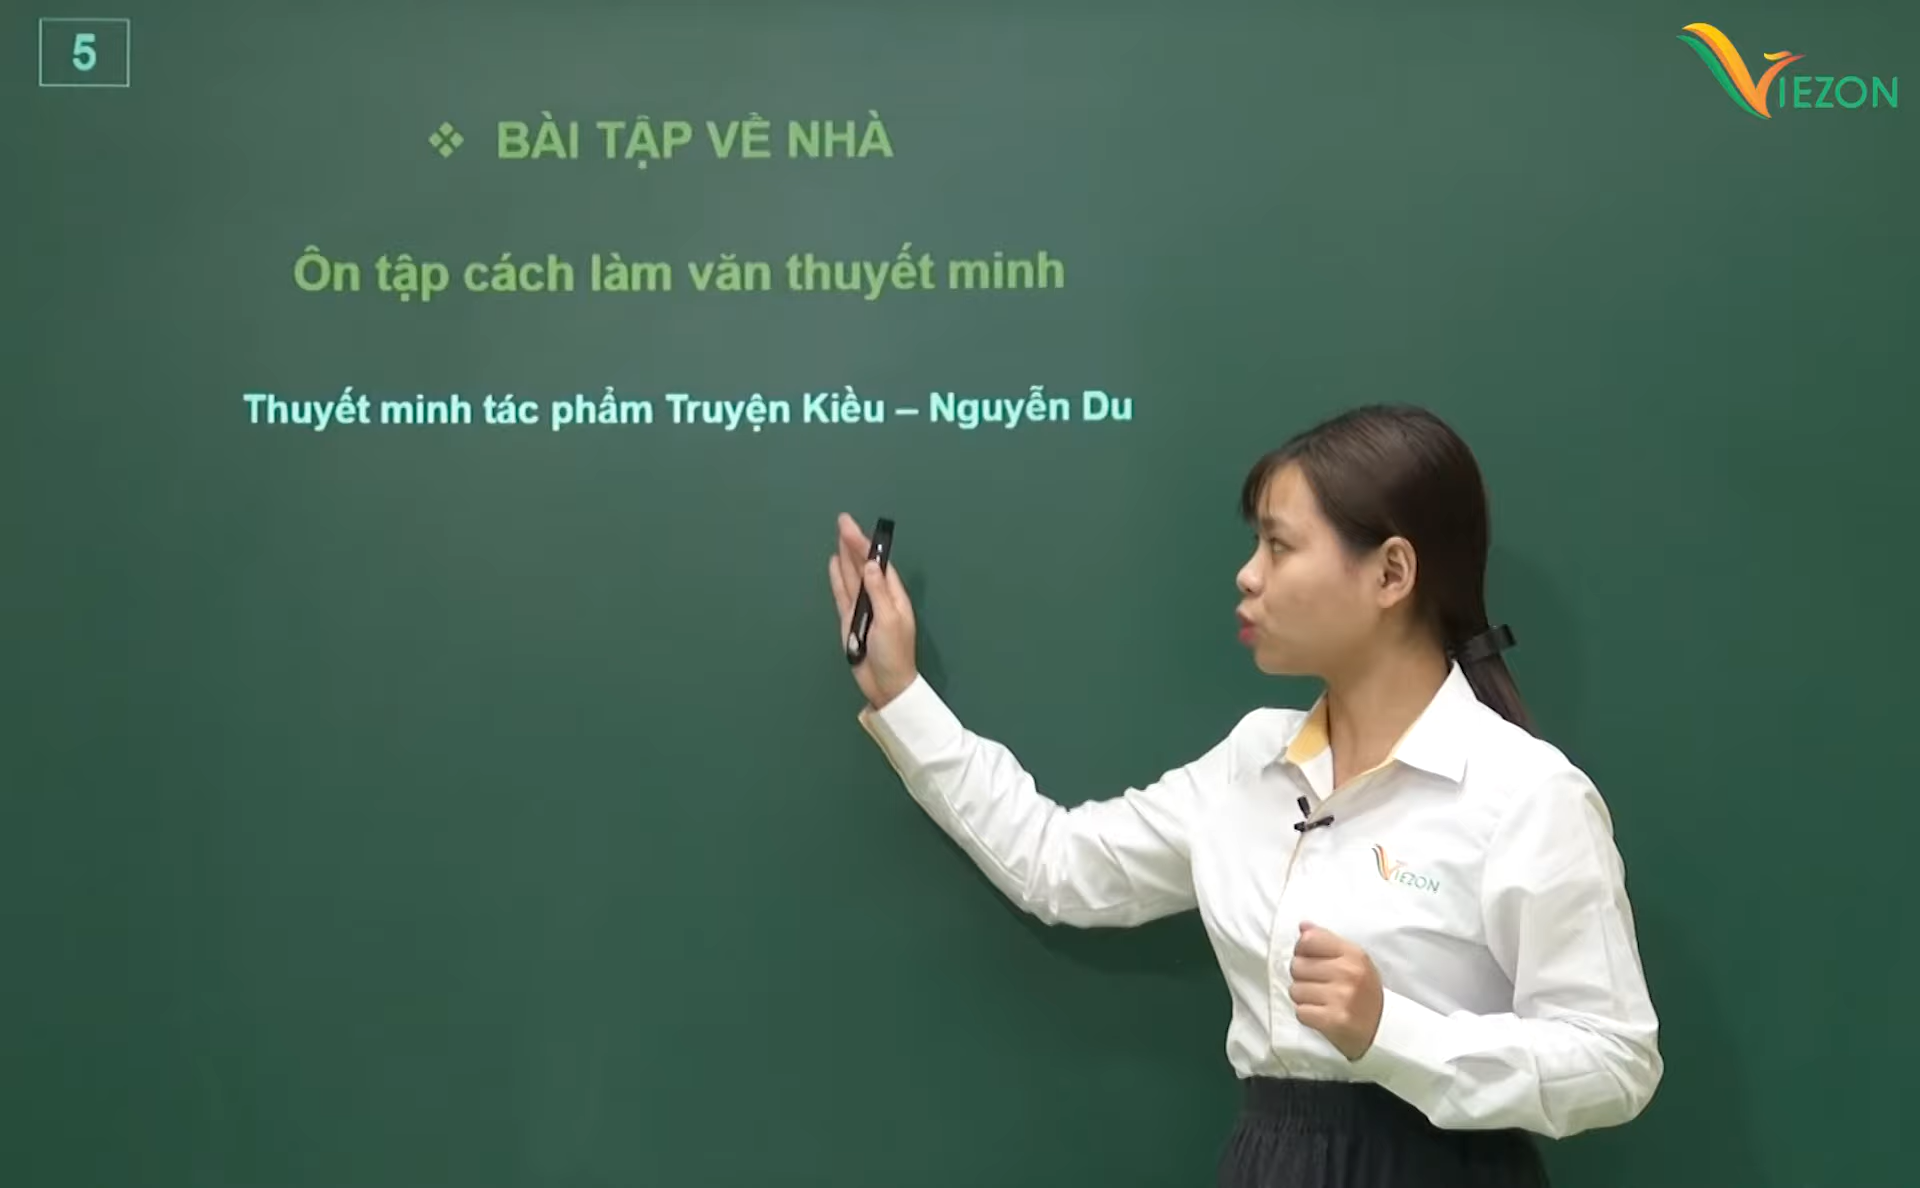 5
VIEZON
❖ BÀI TẬP VỀ NHÀ
Ôn tập cách làm văn thuyết minh
Thuyết minh tác phẩm Truyện Kiều – Nguyễn Du
VIEZON